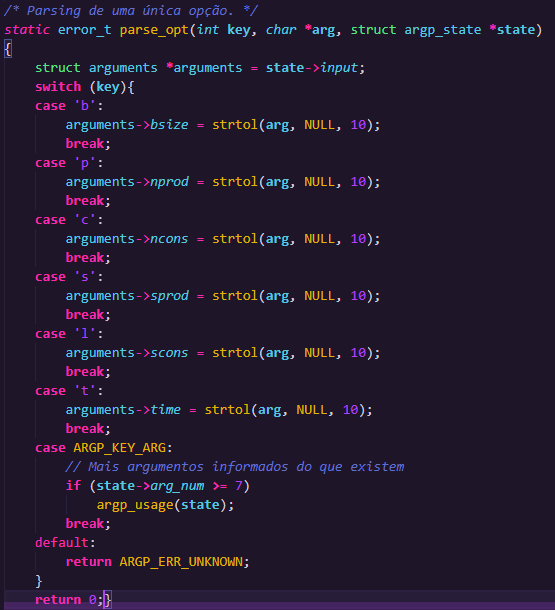 /* Parsing de uma única opção. */
static error_t parse_opt(int key, char *arg, struct argp_state *state)
{
    struct arguments *arguments = state->input;
    switch (key){
    case 'b':
        arguments->bsize = strtol(arg, NULL, 10);
        break;
    case 'p':
        arguments->nprod = strtol(arg, NULL, 10);
        break;
    case 'c':
        arguments->ncons = strtol(arg, NULL, 10);
        break;
    case 's':
        arguments->sprod = strtol(arg, NULL, 10);
        break;
    case 'l':
        arguments->scons = strtol(arg, NULL, 10);
        break;
    case 't':
        arguments->time = strtol(arg, NULL, 10);
        break;
    case ARGP_KEY_ARG:
        // Mais argumentos informados do que existem
        if (state->arg_num >= 7)
            argp_usage(state);
        break;
    default:
        return ARGP_ERR_UNKNOWN;
    }
    return 0;}